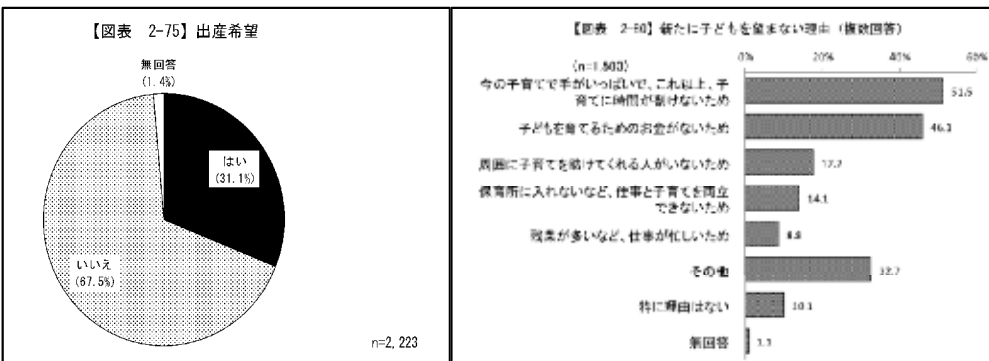 【図表 2-75】出産希望
無回答
(1.4%)
はい
(31.1%)
いいえ
(67.5%)
n=2,223
【図表 2-80】新たに子どもを望まない理由（複数回答）
(n=1,500)
0%
20%
40%
60%
今の子育てで手がいっぱいで、これ以上、子
育てに時間が割けないため
51.5
子どもを育てるためのお金がないため
46.3
周囲に子育てを助けてくれる人がいないため
17.7
保育所に入れないなど、仕事と子育てを両立
できないため
14.1
残業が多いなど、仕事が忙しいため
その他
32.7
特に理由はない
10.1
無回答